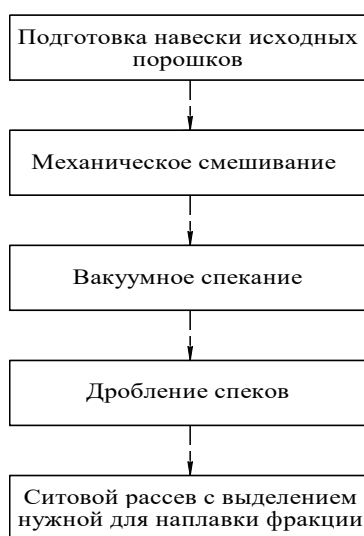 Подготовка навески исходных
порошков
Механическое смешивание
Вакуумное спекание
Дробление спеков
Ситовой рассев с выделением
нужной для наплавки фракции